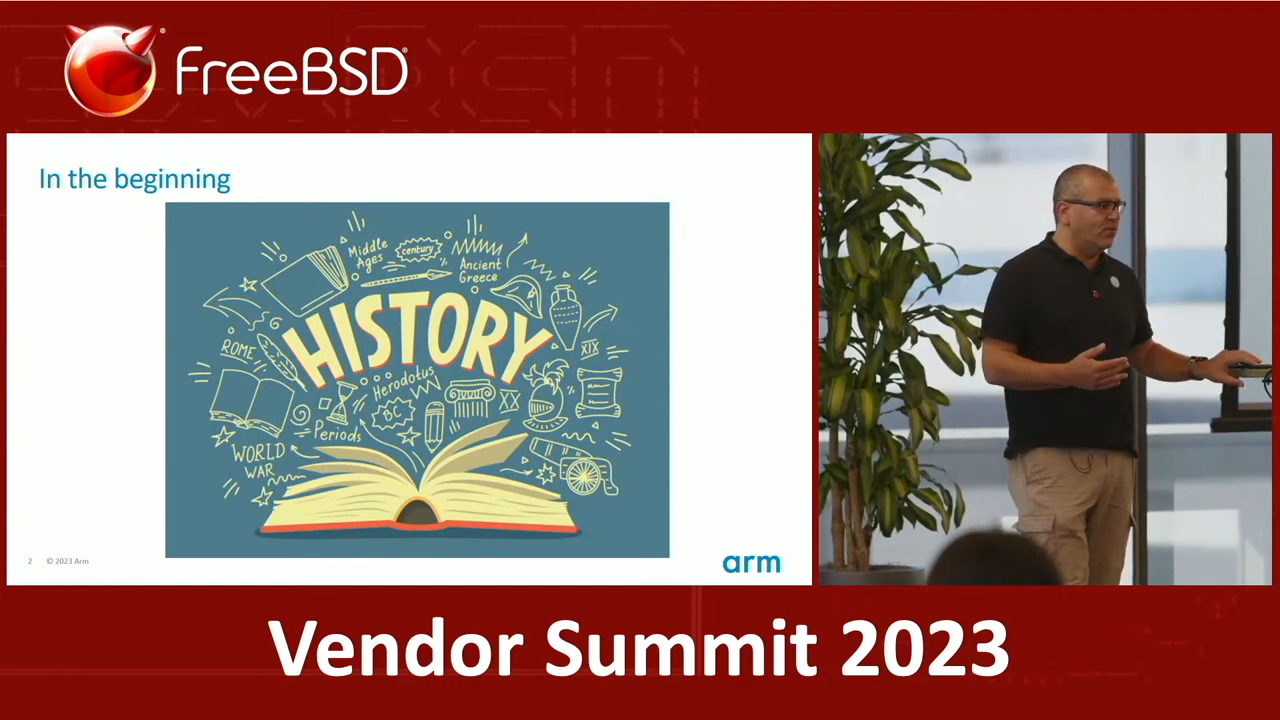 FreeBSD®
In the beginning
Middle
Ages
century
Ancient
Greece
HISTORY
ROME
XIX
Herodotus
BC
XX
Periods
WORLD
WAR
2 © 2023 Arm
arm
Vendor Summit 2023